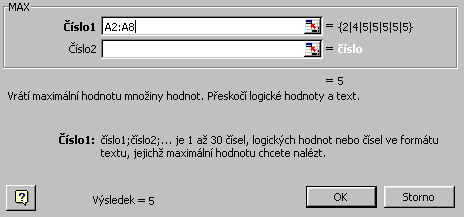 MAX
Číslo1 A2:A8 = {2|4|5|5|5|5|5}
Číslo2 = číslo
= 5
Vrátí maximální hodnotu množiny hodnot. Přeskočí logické hodnoty a text.
Číslo1: číslo1;číslo2;... je 1 až 30 čísel, logických hodnot nebo čísel ve formátu
textu, jejichž maximální hodnotu chcete nalézt.
? Výsledek = 5 OK Storno